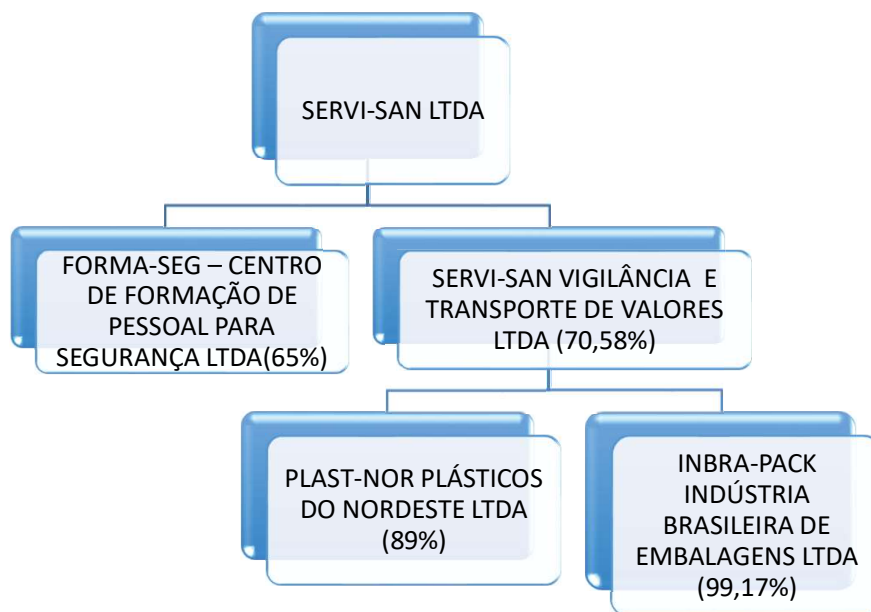 SERVI-SAN LTDA
FORMA-SEG – CENTRO
DE FORMAÇÃO DE
PESSOAL PARA
SEGURANÇA LTDA(65%)
SERVI-SAN VIGILÂNCIA E
TRANSPORTE DE VALORES
LTDA (70,58%)
PLAST-NOR PLÁSTICOS
DO NORDESTE LTDA
(89%)
INBRA-PACK
INDÚSTRIA
BRASILEIRA DE
EMBALAGENS LTDA
(99,17%)